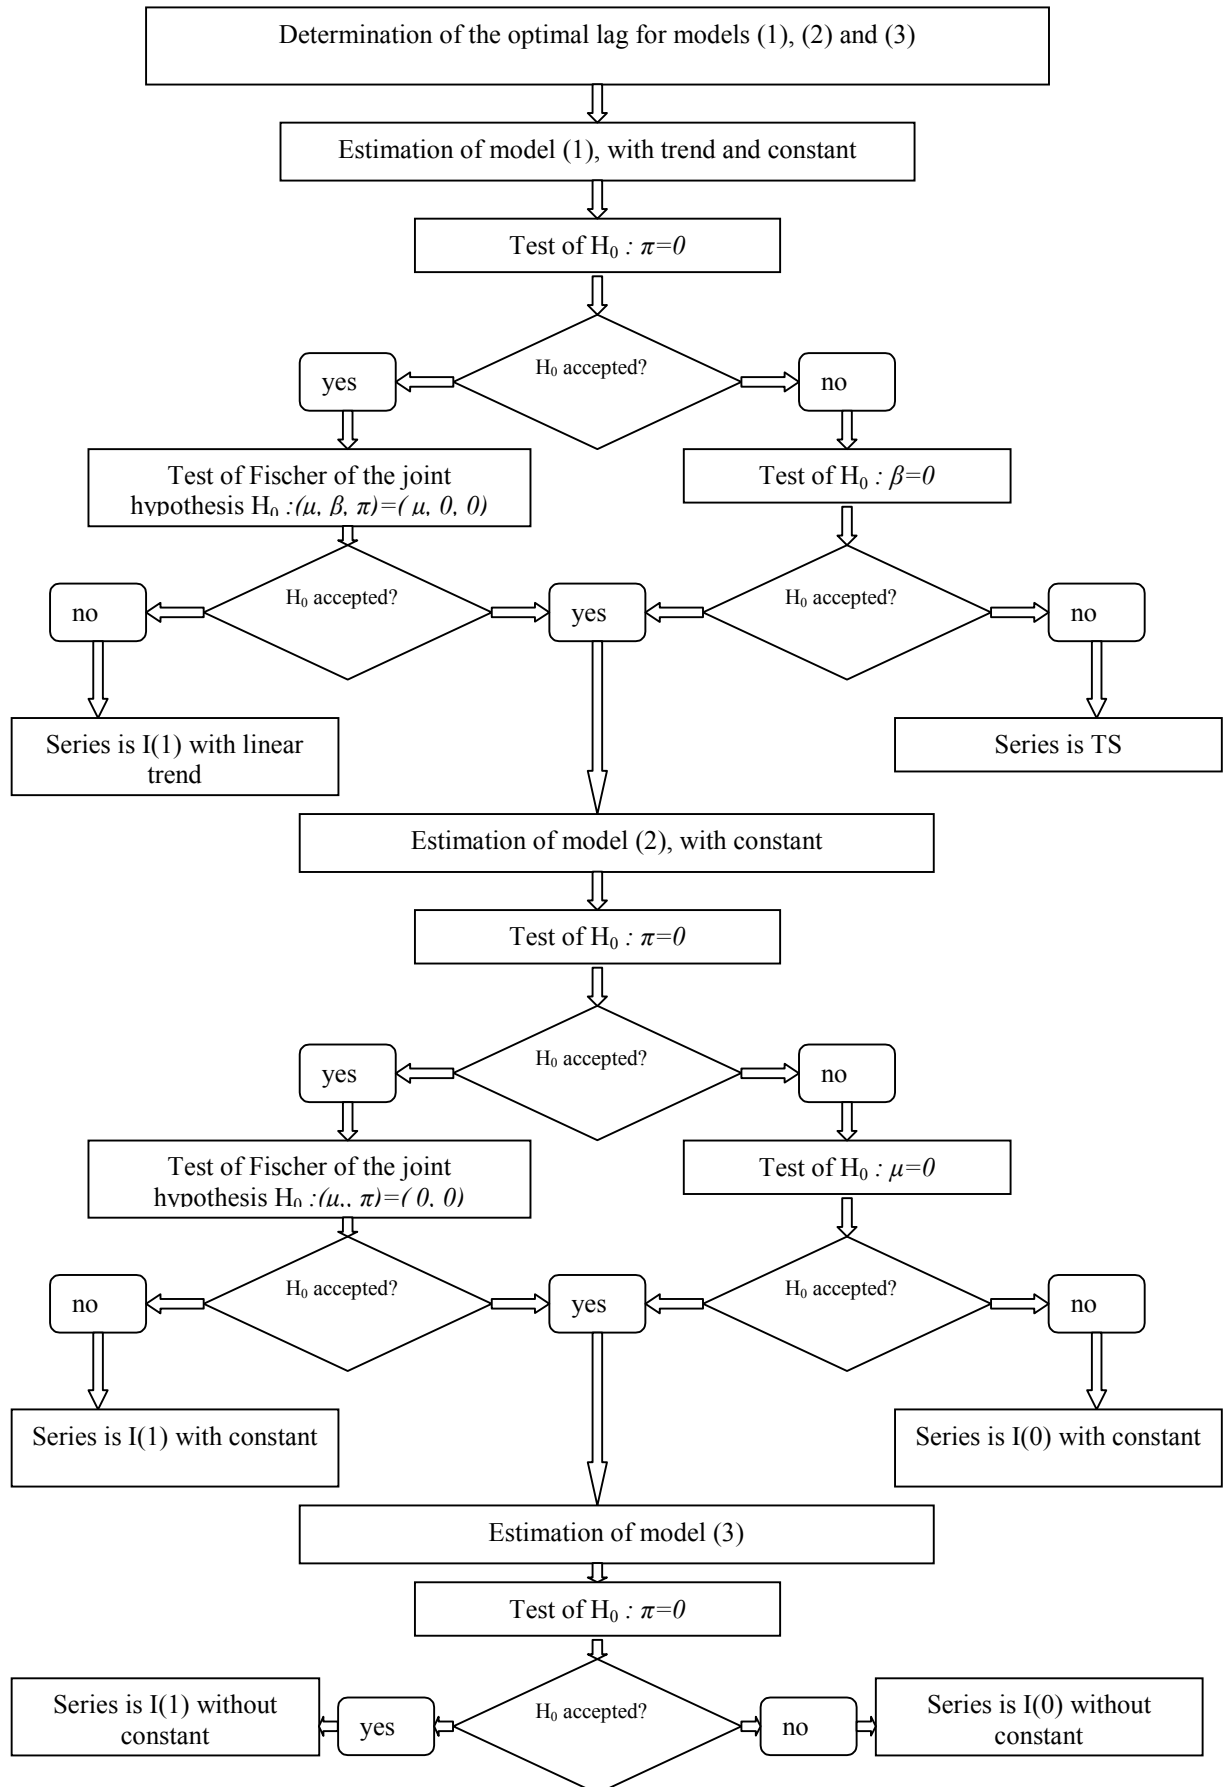 Determination of the optimal lag for models (1), (2) and (3)
Estimation of model (1), with trend and constant
Test of H₀ : π=0
H₀ accepted?
yes
no
Test of Fischer of the joint
hypothesis H₀ :(μ, β, π)=( μ, 0, 0)
Test of H₀ : β=0
no
H₀ accepted?
yes
H₀ accepted?
no
Series is I(1) with linear
trend
Series is TS
Estimation of model (2), with constant
Test of H₀ : π=0
H₀ accepted?
yes
no
Test of Fischer of the joint
hypothesis H₀ :(μ,, π)=( 0, 0)
Test of H₀ : μ=0
no
H₀ accepted?
yes
H₀ accepted?
no
Series is I(1) with constant
Series is I(0) with constant
Estimation of model (3)
Test of H₀ : π=0
Series is I(1) without
constant
yes
H₀ accepted?
no
Series is I(0) without
constant